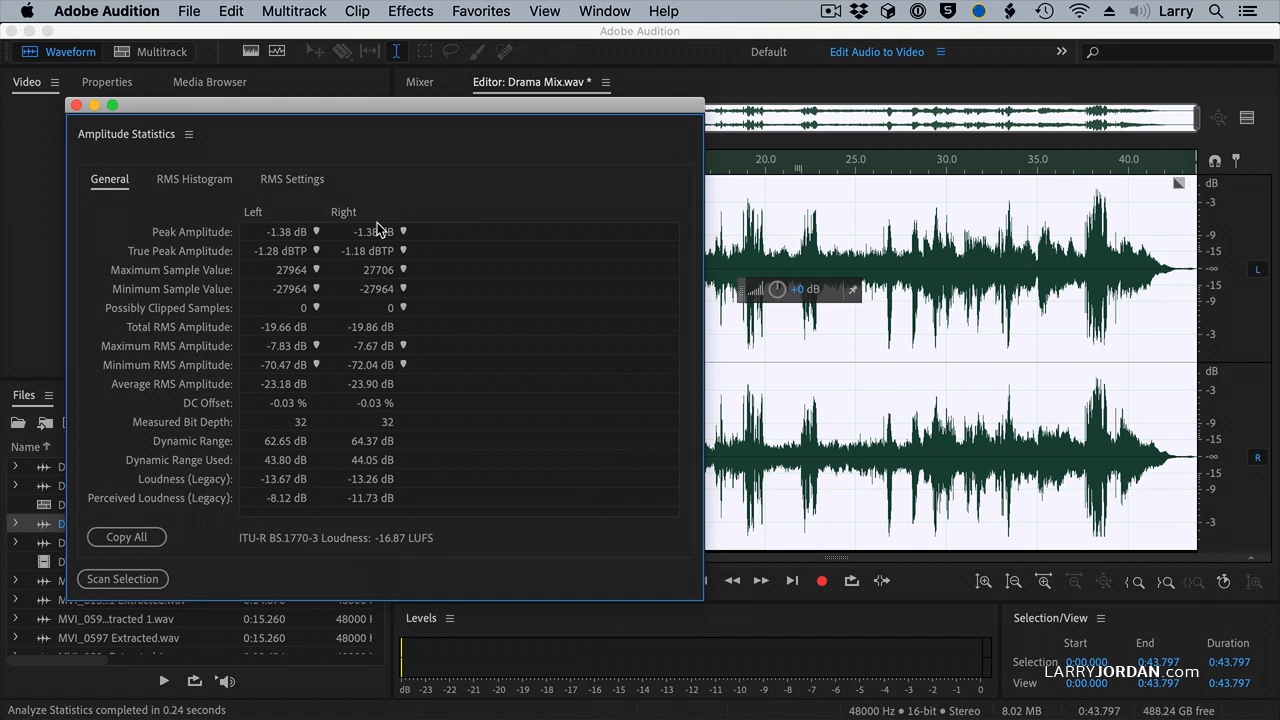 Adobe Audition File Edit Multitrack Clip Effects Favorites View Window Help Larry
Adobe Audition
Waveform Multitrack Default Edit Audio to Video
Video Properties Media Browser Mixer Editor: Drama Mix.wav *
Amplitude Statistics
General RMS Histogram RMS Settings
Left Right
Peak Amplitude: -1.38 dB -1.38 dB
True Peak Amplitude: -1.28 dBTP -1.18 dBTP
Maximum Sample Value: 27964 27706
Minimum Sample Value: -27964 -27964
Possibly Clipped Samples: 0 0
Total RMS Amplitude: -19.66 dB -19.86 dB
Maximum RMS Amplitude: -7.83 dB -7.67 dB
Minimum RMS Amplitude: -70.47 dB -72.04 dB
Average RMS Amplitude: -23.18 dB -23.90 dB
DC Offset: -0.03 % -0.03 %
Measured Bit Depth: 32 32
Dynamic Range: 62.65 dB 64.37 dB
Dynamic Range Used: 43.80 dB 44.05 dB
Loudness (Legacy): -13.67 dB -13.26 dB
Perceived Loudness (Legacy): -8.12 dB -11.73 dB
Copy All ITU-R BS.1770-3 Loudness: -16.87 LUFS
Scan Selection
20.0 25.0 30.0 35.0 40.0
dB
-3
-9
-15
-∞
-15
-9
-3
L
+0 dB
dB
-3
-9
-15
-∞
-15
-9
-3
R
Files
Name
MVI_059...tracted 1.wav 0:15.260 48000 H
MVI_0597 Extracted.wav 0:15.260 48000 H
Levels
dB -23 -22 -21 -20 -19 -18 -17 -16 -15 -14 -13 -12 -11 -10 -9 -8 -7 -6 -5 -4 -3 -2 -1 0
Selection/View
Start End Duration
Selection 0:00.000 0:43.797 0:43.797
View 0:00.000 0:43.797 0:43.797
LARRYJORDAN.com
Analyze Statistics completed in 0.24 seconds 48000 Hz • 16-bit • Stereo 8.02 MB 0:43.797 488.24 GB free